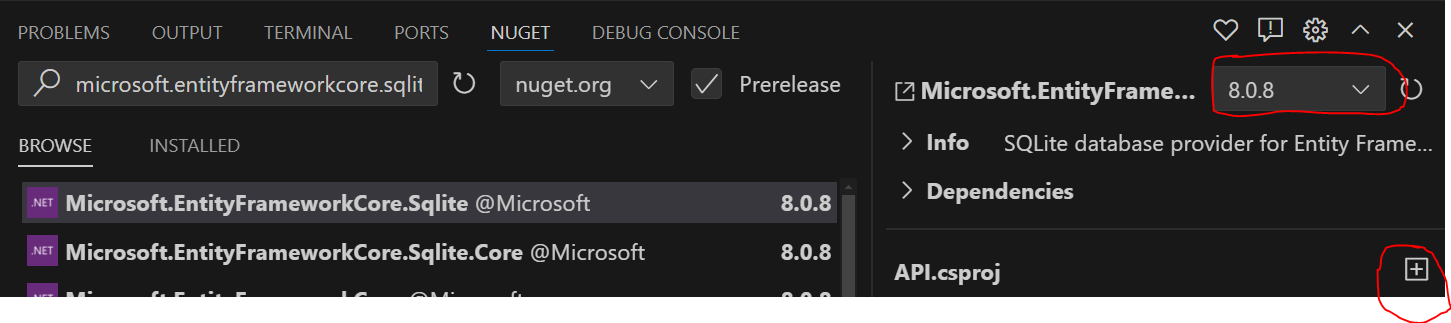 PROBLEMS OUTPUT TERMINAL PORTS NUGET DEBUG CONSOLE
microsoft.entityframeworkcore.sqlit nuget.org Prerelease
BROWSE INSTALLED
.NET Microsoft.EntityFrameworkCore.Sqlite @Microsoft 8.0.8
.NET Microsoft.EntityFrameworkCore.Sqlite.Core @Microsoft 8.0.8
Microsoft.EntityFrame... 8.0.8
Info SQLite database provider for Entity Frame...
Dependencies
API.csproj